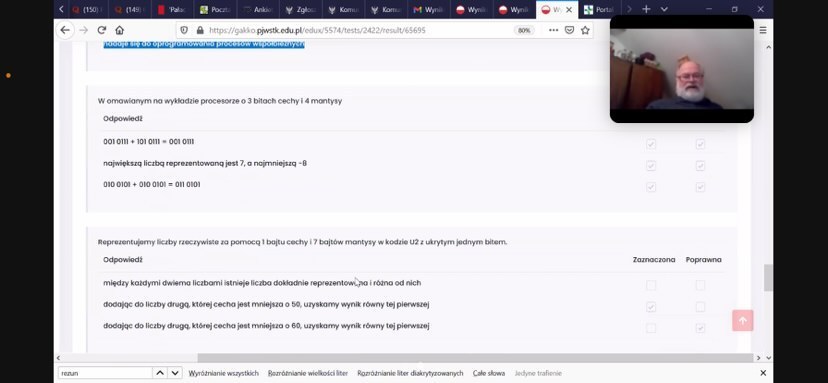 (150)
(149)
'Pałac
Poczt
Ankie
Zgłos
Komu
Komu
Wynik
Wynik
Wynik
Portal
https://gakko.pjwstk.edu.pl/edux/5574/tests/2422/result/65695
80%
nadaje się do oprogramowania procesów współbieżnych
W omawianym na wykładzie procesorze o 3 bitach cechy i 4 mantysy
Odpowiedź
001 0111 + 101 0111 = 001 0111
największą liczbą reprezentowaną jest 7, a najmniejszą -8
010 0101 + 010 0101 = 011 0101
Reprezentujemy liczby rzeczywiste za pomocą 1 bajtu cechy i 7 bajtów mantysy w kodzie U2 z ukrytym jednym bitem.
Odpowiedź Zaznaczona Poprawna
między każdymi dwiema liczbami istnieje liczba dokładnie reprezentowalna i różna od nich
dodając do liczby drugą, której cecha jest mniejsza o 50, uzyskamy wynik równy tej pierwszej
dodając do liczby drugą, której cecha jest mniejsza o 60, uzyskamy wynik równy tej pierwszej
rezun Wyróżnianie wszystkich Rozróżnianie wielkości liter Rozróżnianie liter diakrytyzowanych Całe słowa Jedyne trafienie